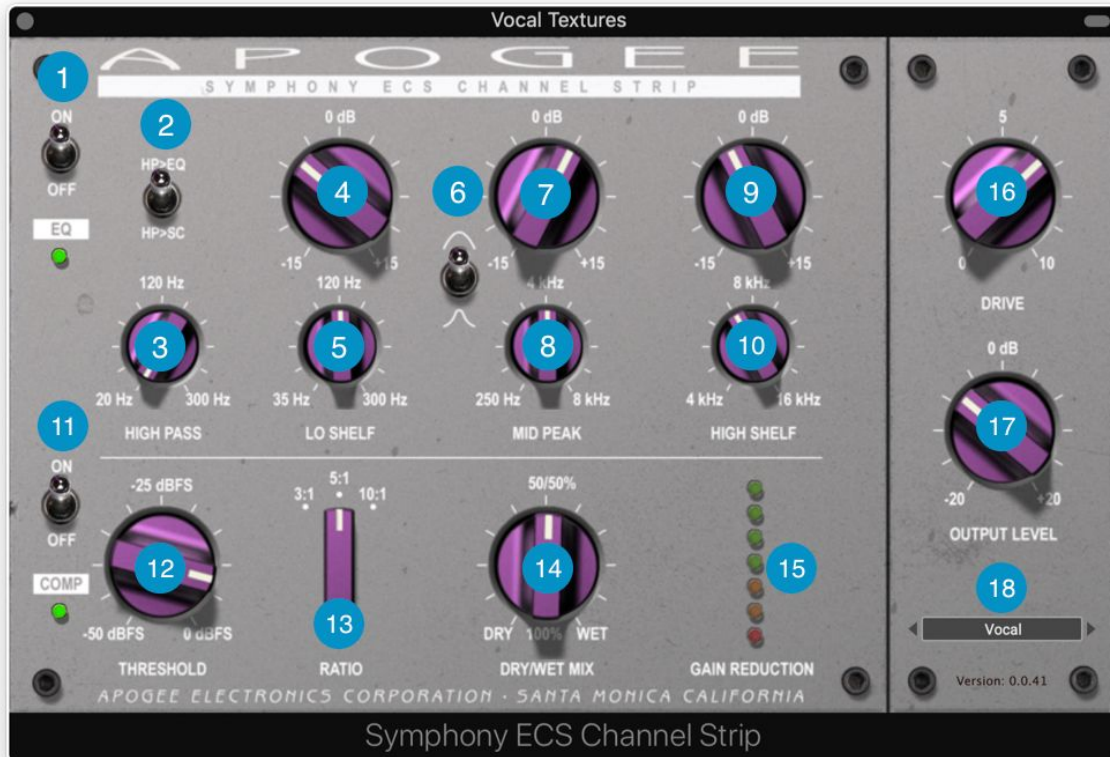 Vocal Textures
APOGEE
SYMPHONY ECS CHANNEL STRIP
1
ON
OFF
EQ
2
HP>EQ
HP>SC
0 dB
4
-15
+15
6
0 dB
7
-15
+15
0 dB
9
-15
+15
120 Hz
3
20 Hz
300 Hz
HIGH PASS
120 Hz
5
35 Hz
300 Hz
LO SHELF
4 kHz
8
250 Hz
8 kHz
MID PEAK
8 kHz
10
4 kHz
16 kHz
HIGH SHELF
11
ON
OFF
COMP
-25 dBFS
12
-50 dBFS
0 dBFS
THRESHOLD
3:1
5:1
10:1
13
RATIO
50/50%
14
DRY
100%
WET
DRY/WET MIX
15
GAIN REDUCTION
APOGEE ELECTRONICS CORPORATION · SANTA MONICA CALIFORNIA
5
16
0
10
DRIVE
0 dB
17
-20
+20
OUTPUT LEVEL
18
Vocal
Version: 0.0.41
Symphony ECS Channel Strip